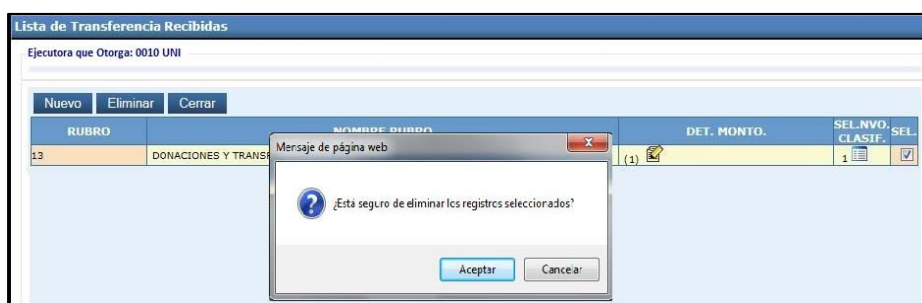 Lista de Transferencia Recibidas
Ejecutora que Otorga: 0010 UNI
Nuevo Eliminar Cerrar
RUBRO NOMBRE RUBRO DET. MONTO. SEL.NVO. CLASIF. SEL.
13 DONACIONES Y TRANSF (1) 1
Mensaje de página web
¿Está seguro de eliminar los registros seleccionados?
Aceptar Cancelar